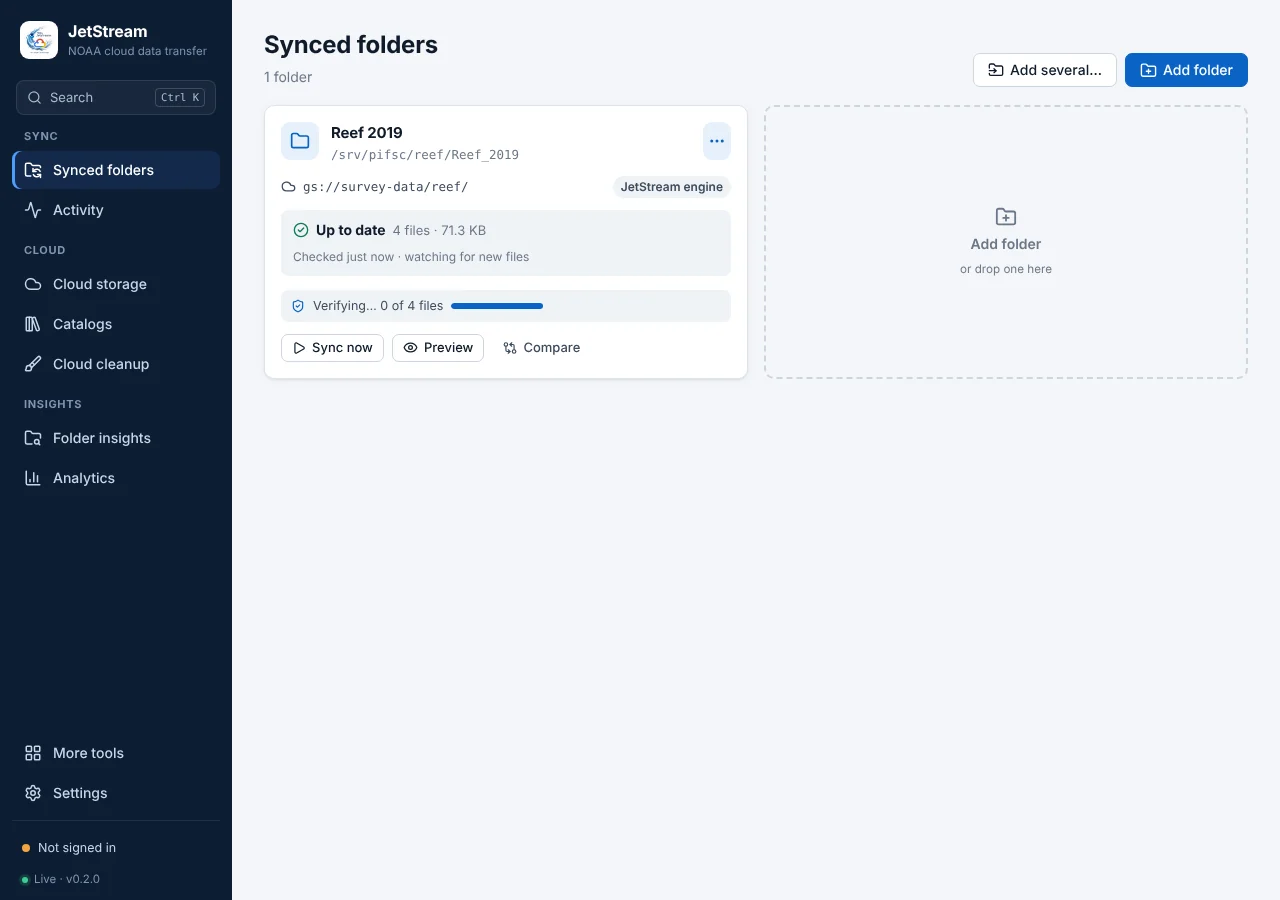 JetStream
NOAA cloud data transfer
Search
Ctrl K
SYNC
Synced folders
Activity
CLOUD
Cloud storage
Catalogs
Cloud cleanup
INSIGHTS
Folder insights
Analytics
More tools
Settings
Not signed in
Live · v0.2.0
Synced folders
1 folder
Add several...
Add folder
Reef 2019
/srv/pifsc/reef/Reef_2019
gs://survey-data/reef/
JetStream engine
Up to date 4 files · 71.3 KB
Checked just now · watching for new files
Verifying... 0 of 4 files
Sync now
Preview
Compare
Add folder
or drop one here